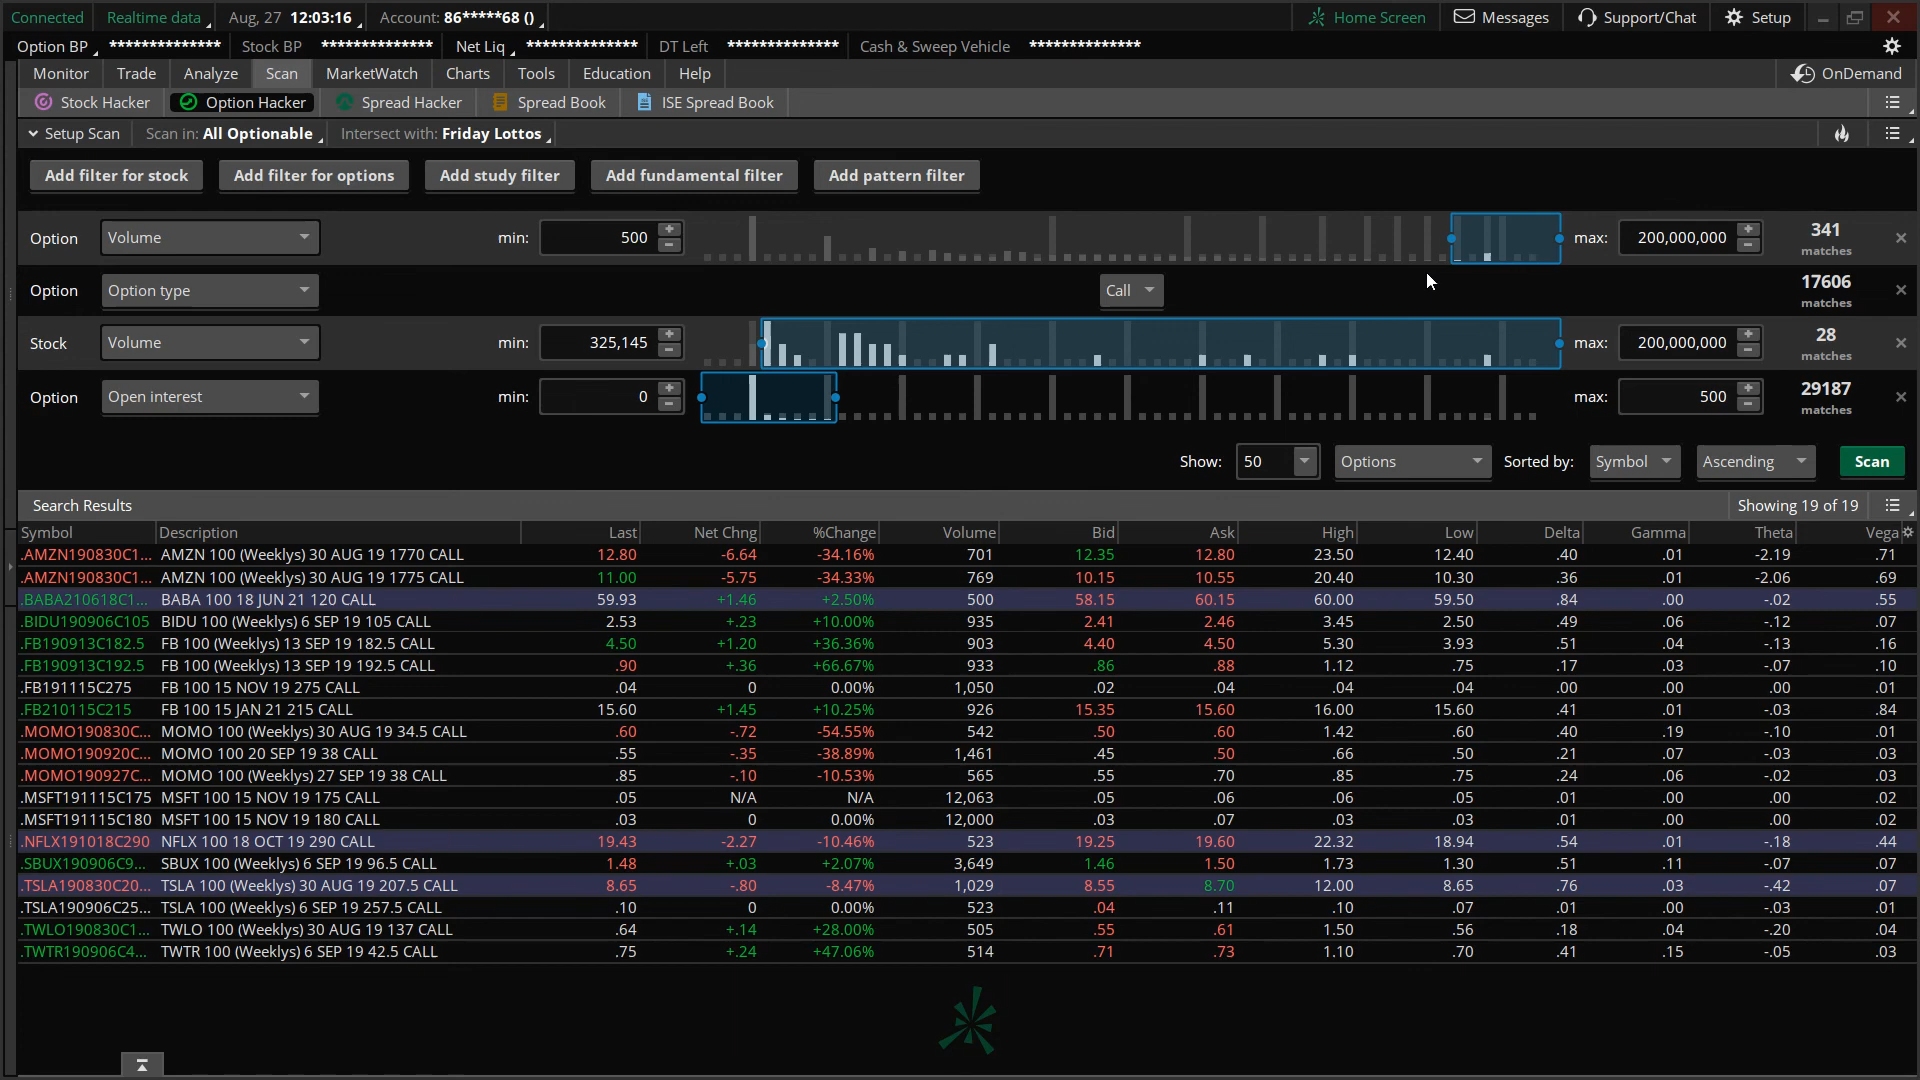 Connected Realtime data Aug, 27 12:03:16 Account: 86*****68 () Home Screen Messages Support/Chat Setup
Option BP ************** Stock BP ************** Net Liq ************** DT Left ************** Cash & Sweep Vehicle **************
Monitor Trade Analyze Scan MarketWatch Charts Tools Education Help OnDemand
Stock Hacker Option Hacker Spread Hacker Spread Book ISE Spread Book
Setup Scan Scan in: All Optionable Intersect with: Friday Lottos
Add filter for stock Add filter for options Add study filter Add fundamental filter Add pattern filter
Option Volume min: 500 max: 200,000,000 341 matches
Option Option type Call 17606 matches
Stock Volume min: 325,145 max: 200,000,000 28 matches
Option Open interest min: 0 max: 500 29187 matches
Show: 50 Options Sorted by: Symbol Ascending Scan
Search Results Showing 19 of 19
Symbol Description Last Net Chng %Change Volume Bid Ask High Low Delta Gamma Theta Vega
.AMZN190830C1... AMZN 100 (Weeklys) 30 AUG 19 1770 CALL 12.80 -6.64 -34.16% 701 12.35 12.80 23.50 12.40 .40 .01 -2.19 .71
.AMZN190830C1... AMZN 100 (Weeklys) 30 AUG 19 1775 CALL 11.00 -5.75 -34.33% 769 10.15 10.55 20.40 10.30 .36 .01 -2.06 .69
.BABA210618C1... BABA 100 18 JUN 21 120 CALL 59.93 +1.46 +2.50% 500 58.15 60.15 60.00 59.50 .84 .00 -.02 .55
.BIDU190906C105 BIDU 100 (Weeklys) 6 SEP 19 105 CALL 2.53 +.23 +10.00% 935 2.41 2.46 3.45 2.50 .49 .06 -.12 .07
.FB190913C182.5 FB 100 (Weeklys) 13 SEP 19 182.5 CALL 4.50 +1.20 +36.36% 903 4.40 4.50 5.30 3.93 .51 .04 -.13 .16
.FB190913C192.5 FB 100 (Weeklys) 13 SEP 19 192.5 CALL .90 +.36 +66.67% 933 .86 .88 1.12 .75 .17 .03 -.07 .10
.FB191115C275 FB 100 15 NOV 19 275 CALL .04 0 0.00% 1,050 .02 .04 .04 .04 .00 .00 .00 .01
.FB210115C215 FB 100 15 JAN 21 215 CALL 15.60 +1.45 +10.25% 926 15.35 15.60 16.00 15.60 .41 .01 -.03 .84
.MOMO190830C... MOMO 100 (Weeklys) 30 AUG 19 34.5 CALL .60 -.72 -54.55% 542 .50 .60 1.42 .60 .40 .19 -.10 .01
.MOMO190920C... MOMO 100 20 SEP 19 38 CALL .55 -.35 -38.89% 1,461 .45 .50 .66 .50 .21 .07 -.03 .03
.MOMO190927C... MOMO 100 (Weeklys) 27 SEP 19 38 CALL .85 -.10 -10.53% 565 .55 .70 .85 .75 .24 .06 -.02 .03
.MSFT191115C175 MSFT 100 15 NOV 19 175 CALL .05 N/A N/A 12,063 .05 .06 .06 .05 .01 .00 .00 .02
.MSFT191115C180 MSFT 100 15 NOV 19 180 CALL .03 0 0.00% 12,000 .03 .07 .03 .03 .01 .00 .00 .02
.NFLX191018C290 NFLX 100 18 OCT 19 290 CALL 19.43 -2.27 -10.46% 523 19.25 19.60 22.32 18.94 .54 .01 -.18 .44
.SBUX190906C9... SBUX 100 (Weeklys) 6 SEP 19 96.5 CALL 1.48 +.03 +2.07% 3,649 1.46 1.50 1.73 1.30 .51 .11 -.07 .07
.TSLA190830C20... TSLA 100 (Weeklys) 30 AUG 19 207.5 CALL 8.65 -.80 -8.47% 1,029 8.55 8.70 12.00 8.65 .76 .03 -.42 .07
.TSLA190906C25... TSLA 100 (Weeklys) 6 SEP 19 257.5 CALL .10 0 0.00% 523 .04 .11 .10 .07 .01 .00 -.03 .01
.TWLO190830C1... TWLO 100 (Weeklys) 30 AUG 19 137 CALL .64 +.14 +28.00% 505 .55 .61 1.50 .56 .18 .04 -.20 .04
.TWTR190906C4... TWTR 100 (Weeklys) 6 SEP 19 42.5 CALL .75 +.24 +47.06% 514 .71 .73 1.10 .70 .41 .15 -.05 .03